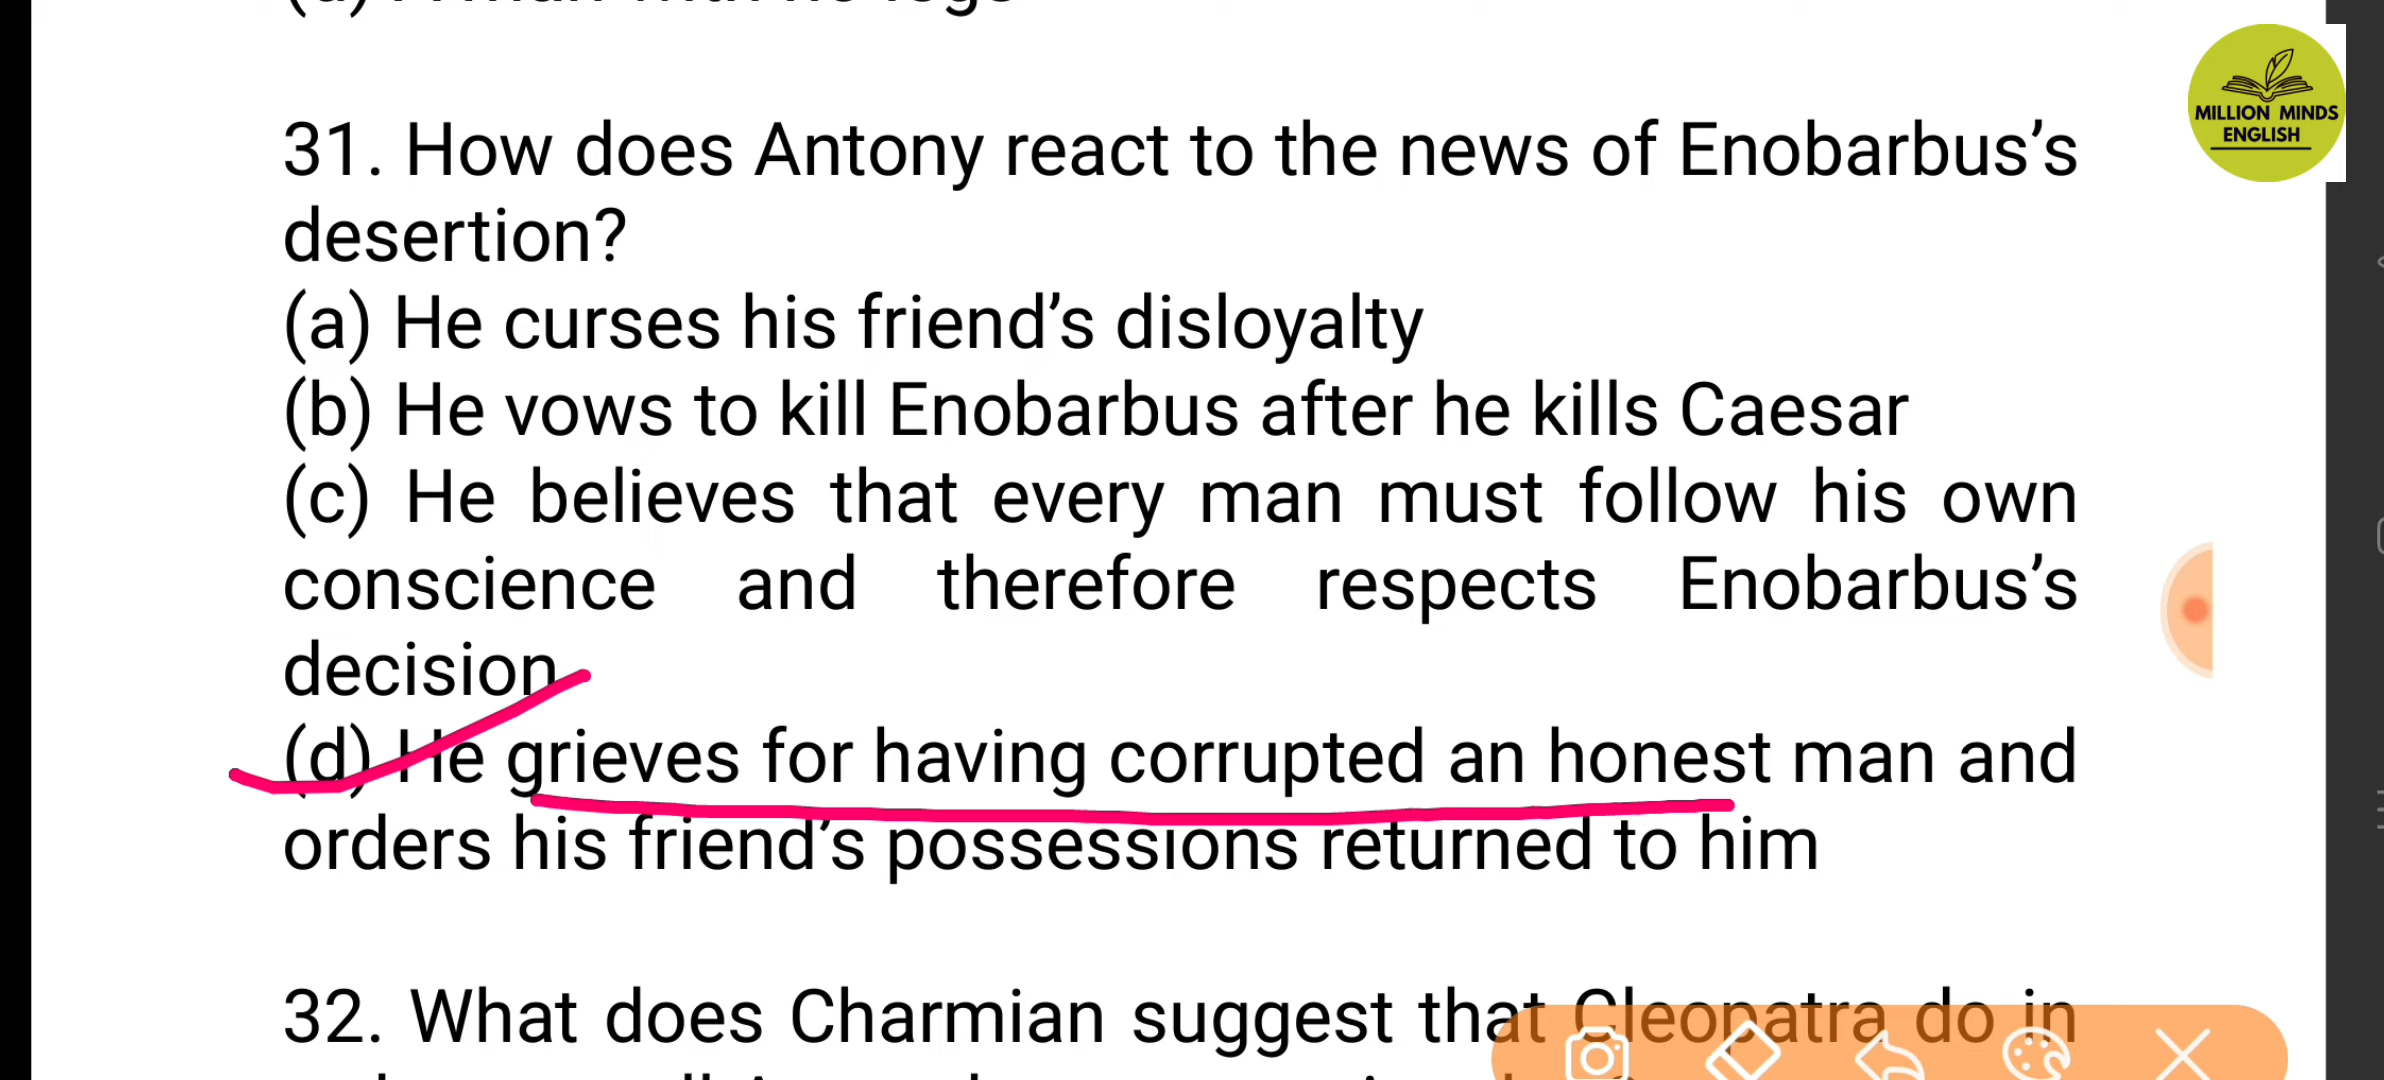 MILLION MINDS
ENGLISH
31. How does Antony react to the news of Enobarbus’s
desertion?
(a) He curses his friend’s disloyalty
(b) He vows to kill Enobarbus after he kills Caesar
(c) He believes that every man must follow his own
conscience and therefore respects Enobarbus’s
decision
(d) He grieves for having corrupted an honest man and
orders his friend’s possessions returned to him
32. What does Charmian suggest that Cleopatra do in